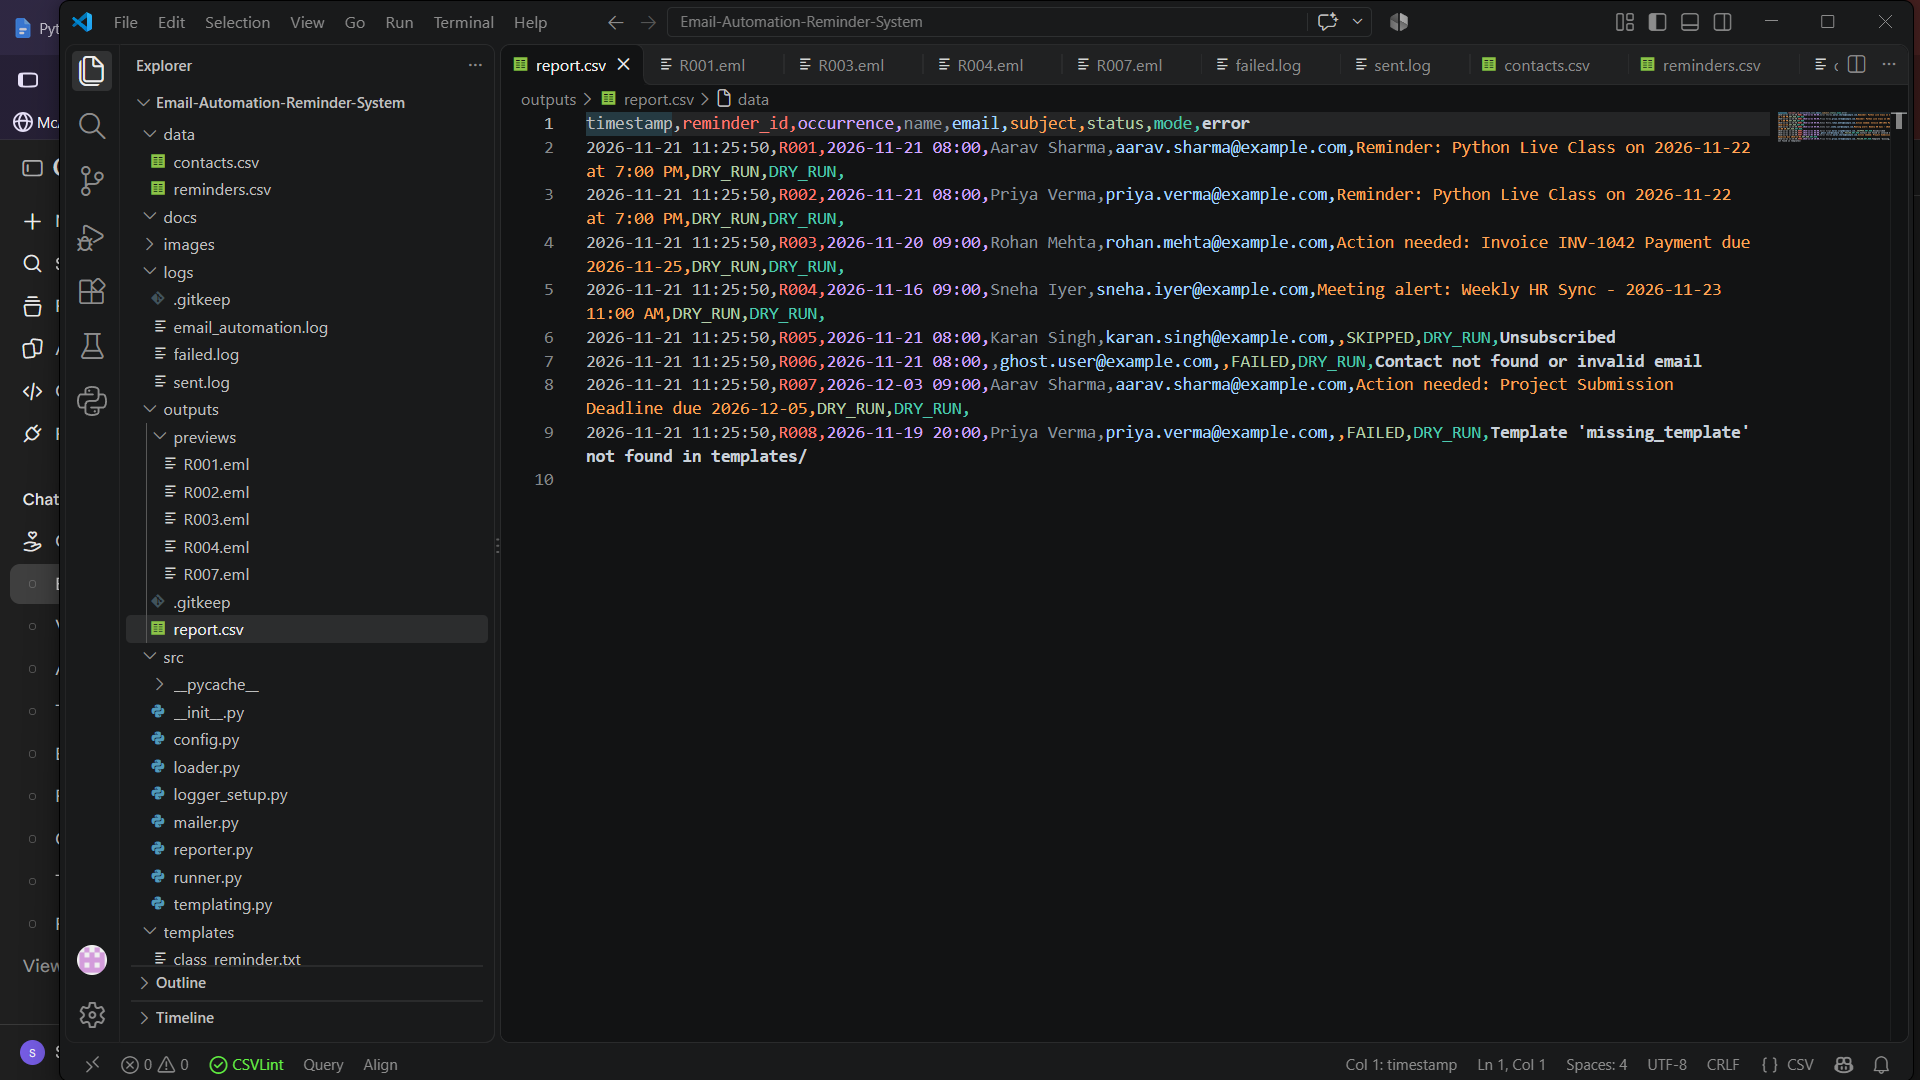 File Edit Selection View Go Run Terminal Help
Email-Automation-Reminder-System
Explorer
Email-Automation-Reminder-System
data
contacts.csv
reminders.csv
docs
images
logs
.gitkeep
email_automation.log
failed.log
sent.log
outputs
previews
R001.eml
R002.eml
R003.eml
R004.eml
R007.eml
.gitkeep
report.csv
src
__pycache__
__init__.py
config.py
loader.py
logger_setup.py
mailer.py
reporter.py
runner.py
templating.py
templates
class_reminder.txt
Outline
Timeline
Chat
View
S
report.csv R001.eml R003.eml R004.eml R007.eml failed.log sent.log contacts.csv reminders.csv
outputs > report.csv > data
1 timestamp,reminder_id,occurrence,name,email,subject,status,mode,error
2 2026-11-21 11:25:50,R001,2026-11-21 08:00,Aarav Sharma,aarav.sharma@example.com,Reminder: Python Live Class on 2026-11-22
at 7:00 PM,DRY_RUN,DRY_RUN,
3 2026-11-21 11:25:50,R002,2026-11-21 08:00,Priya Verma,priya.verma@example.com,Reminder: Python Live Class on 2026-11-22
at 7:00 PM,DRY_RUN,DRY_RUN,
4 2026-11-21 11:25:50,R003,2026-11-20 09:00,Rohan Mehta,rohan.mehta@example.com,Action needed: Invoice INV-1042 Payment due
2026-11-25,DRY_RUN,DRY_RUN,
5 2026-11-21 11:25:50,R004,2026-11-16 09:00,Sneha Iyer,sneha.iyer@example.com,Meeting alert: Weekly HR Sync - 2026-11-23
11:00 AM,DRY_RUN,DRY_RUN,
6 2026-11-21 11:25:50,R005,2026-11-21 08:00,Karan Singh,karan.singh@example.com,,SKIPPED,DRY_RUN,Unsubscribed
7 2026-11-21 11:25:50,R006,2026-11-21 08:00,,ghost.user@example.com,,FAILED,DRY_RUN,Contact not found or invalid email
8 2026-11-21 11:25:50,R007,2026-12-03 09:00,Aarav Sharma,aarav.sharma@example.com,Action needed: Project Submission
Deadline due 2026-12-05,DRY_RUN,DRY_RUN,
9 2026-11-21 11:25:50,R008,2026-11-19 20:00,Priya Verma,priya.verma@example.com,,FAILED,DRY_RUN,Template 'missing_template'
not found in templates/
10
0 0 CSVLint Query Align
Col 1: timestamp Ln 1, Col 1 Spaces: 4 UTF-8 CRLF { } CSV